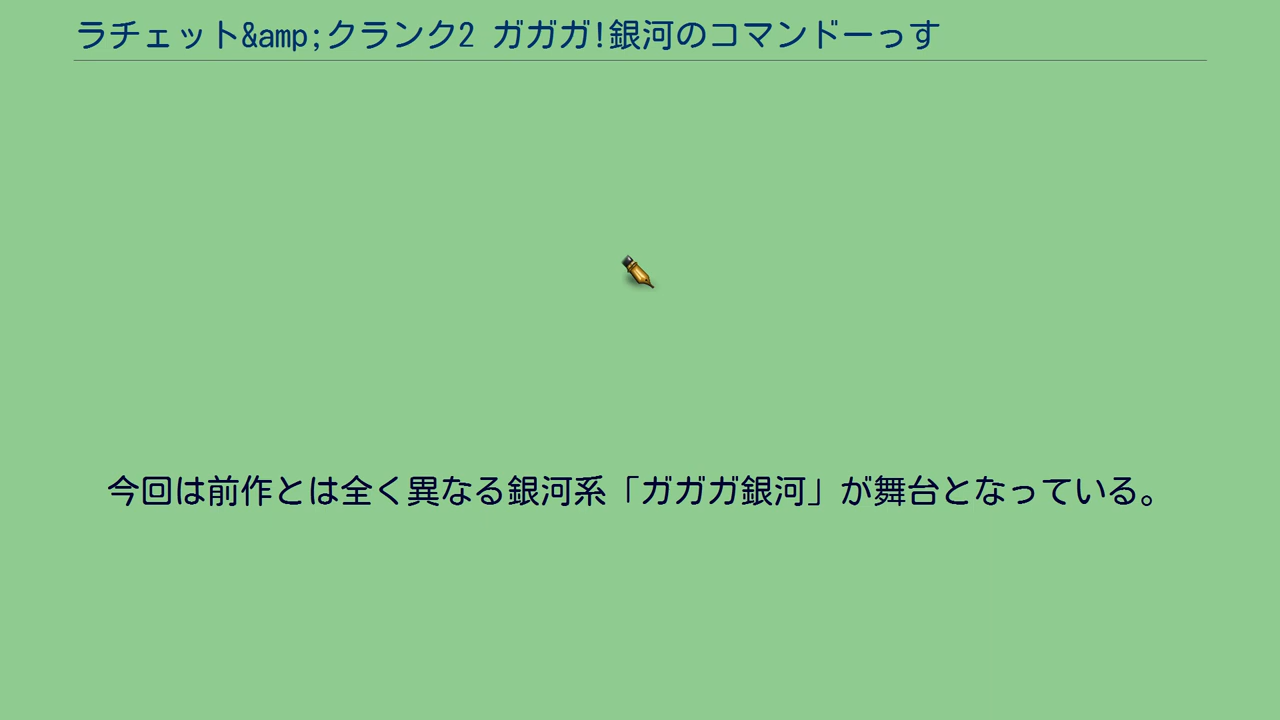 ラチェット&amp;クランク2 ガガガ!銀河のコマンドーっす
今回は前作とは全く異なる銀河系「ガガガ銀河」が舞台となっている。